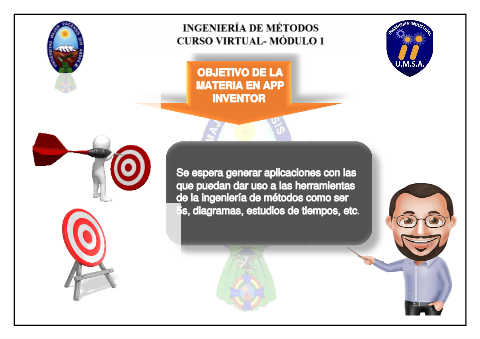 INGENIERÍA DE MÉTODOS
CURSO VIRTUAL- MÓDULO 1
OBJETIVO DE LA
MATERIA EN APP
INVENTOR
Se espera generar aplicaciones con las
que puedan dar uso a las herramientas
de la ingeniería de métodos como ser
5s, diagramas, estudios de tiempos, etc.
U.M.S.A.